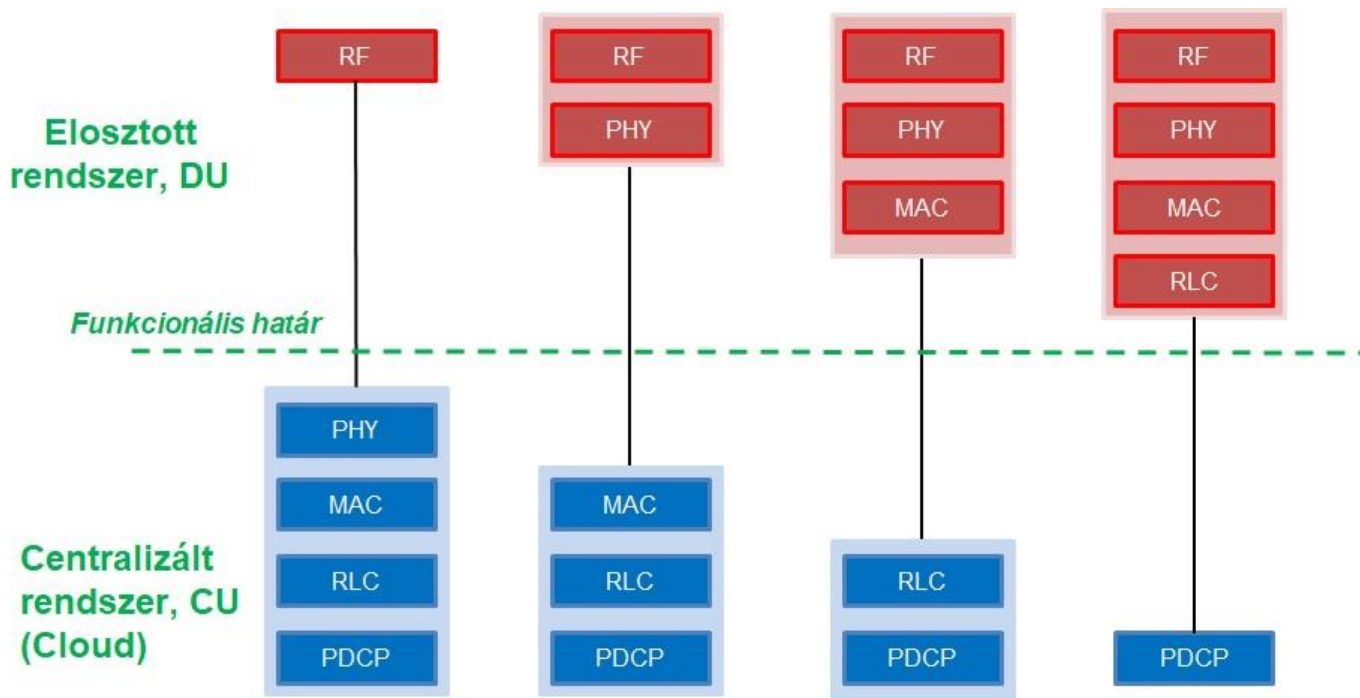 RF
RF
RF
RF
PHY
PHY
PHY
MAC
MAC
RLC
Elosztott
rendszer, DU
Funkcionális határ
PHY
MAC
MAC
RLC
RLC
RLC
PDCP
PDCP
PDCP
PDCP
Centralizált
rendszer, CU
(Cloud)